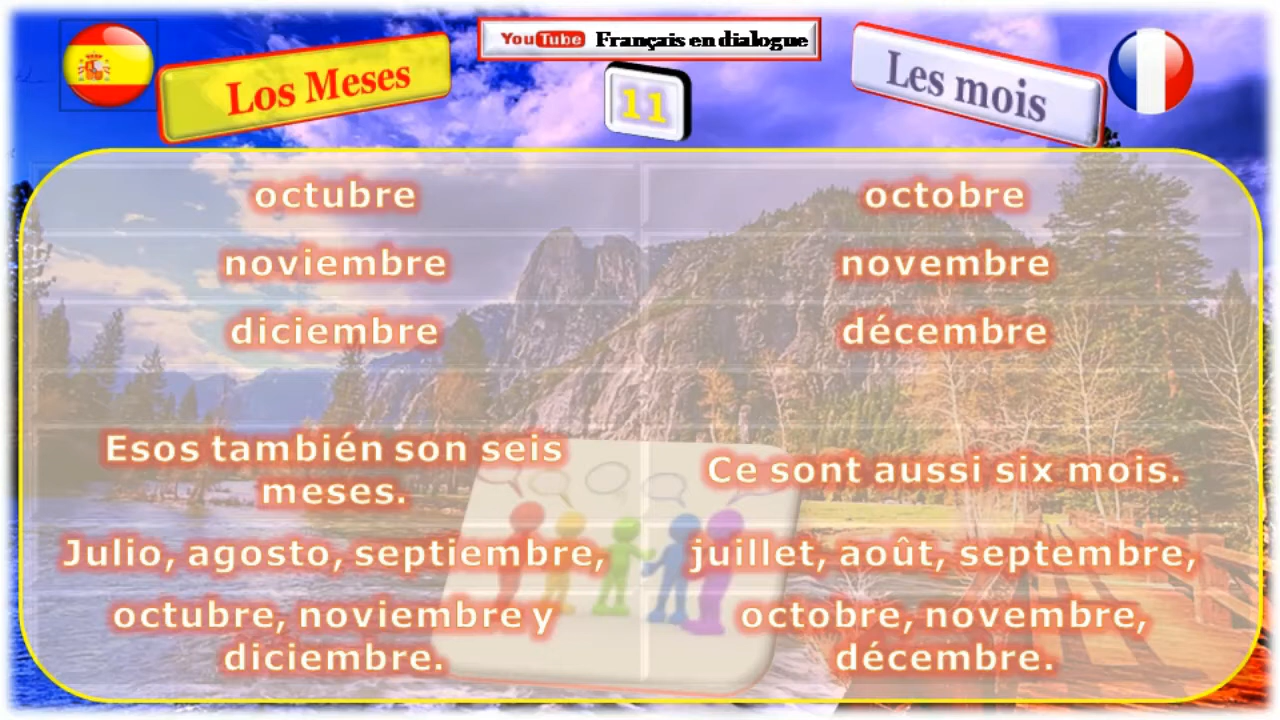 YouTube Français en dialogue
Los Meses
11
Les mois
octubre
octobre
noviembre
novembre
diciembre
décembre
Esos también son seis
meses.
Ce sont aussi six mois.
Julio, agosto, septiembre,
juillet, août, septembre,
octubre, noviembre y
diciembre.
octobre, novembre,
décembre.